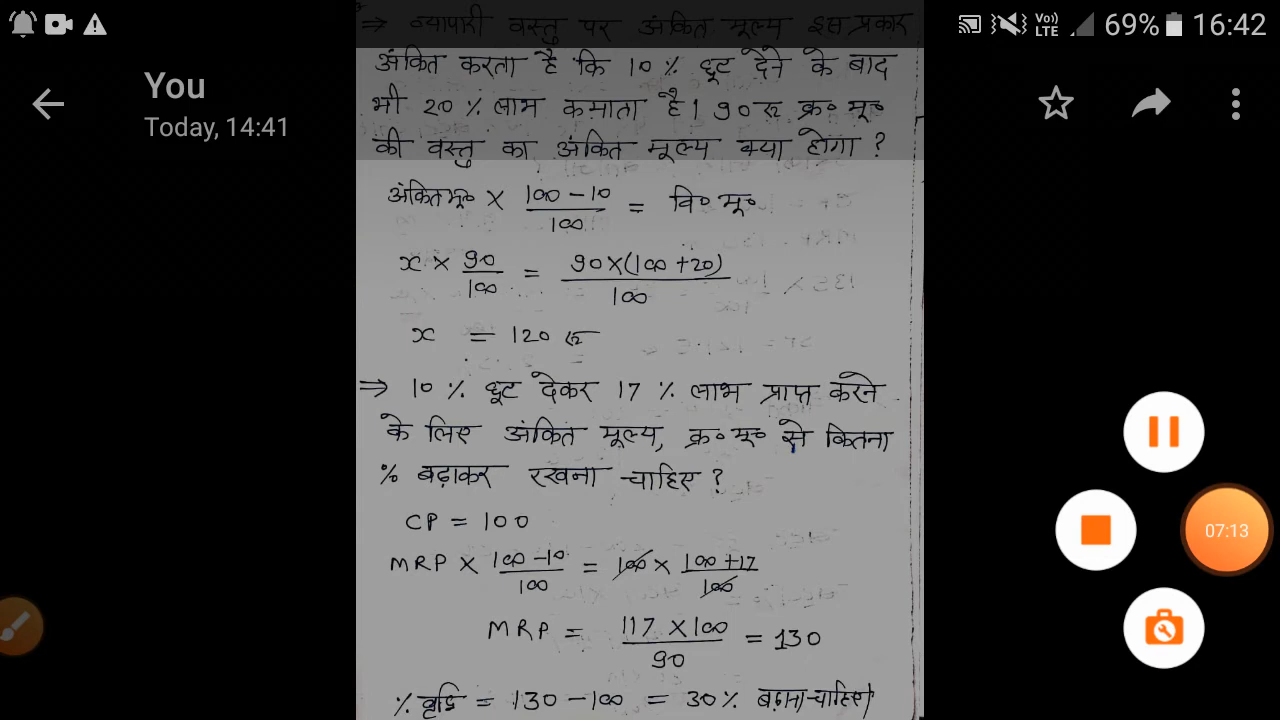 You
Today, 14:41
69% 16:42
Vo)
LTE
⇒ व्यापारी वस्तु पर अंकित मूल्य इस प्रकार
अंकित करता है कि 10 % छूट देने के बाद
भी 20 % लाभ कमाता है। 90 रु क्र० मू०
की वस्तु का अंकित मूल्य क्या होगा ?
अंकित मू० × (100 – 10)/100 = वि० मू०
x × 90/100 = 90×(100 +20)/100
x = 120 रु
⇒ 10 % छूट देकर 17 % लाभ प्राप्त करने
के लिए अंकित मूल्य, क्र० मू० से कितना
% बढ़ाकर रखना चाहिए ?
CP = 100
MRP × (100 –10)/100 = 100 × (100 +17)/100
MRP = (117 ×100)/90 = 130
% वृद्धि = 130 – 100 = 30% बढ़ाना चाहिए।
07:13